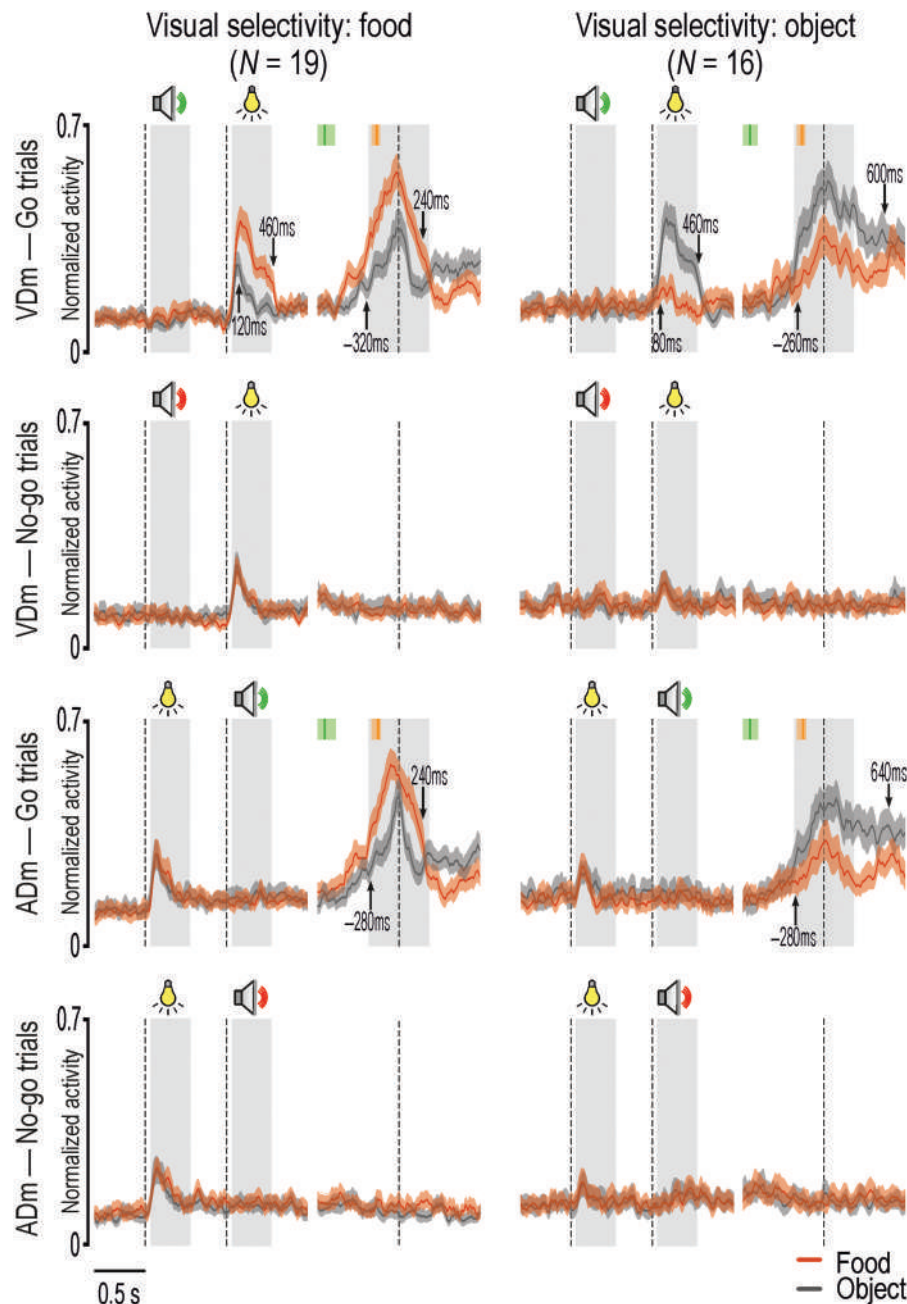 Visual selectivity: food
(N = 19)
Visual selectivity: object
(N = 16)
VDm — Go trials
Normalized activity
0.7
0
120ms
460ms
–320ms
240ms
80ms
460ms
–260ms
600ms
VDm — No-go trials
Normalized activity
0.7
0
ADm — Go trials
Normalized activity
0.7
0
–280ms
240ms
–280ms
640ms
ADm — No-go trials
Normalized activity
0.7
0
0.5 s
Food
Object